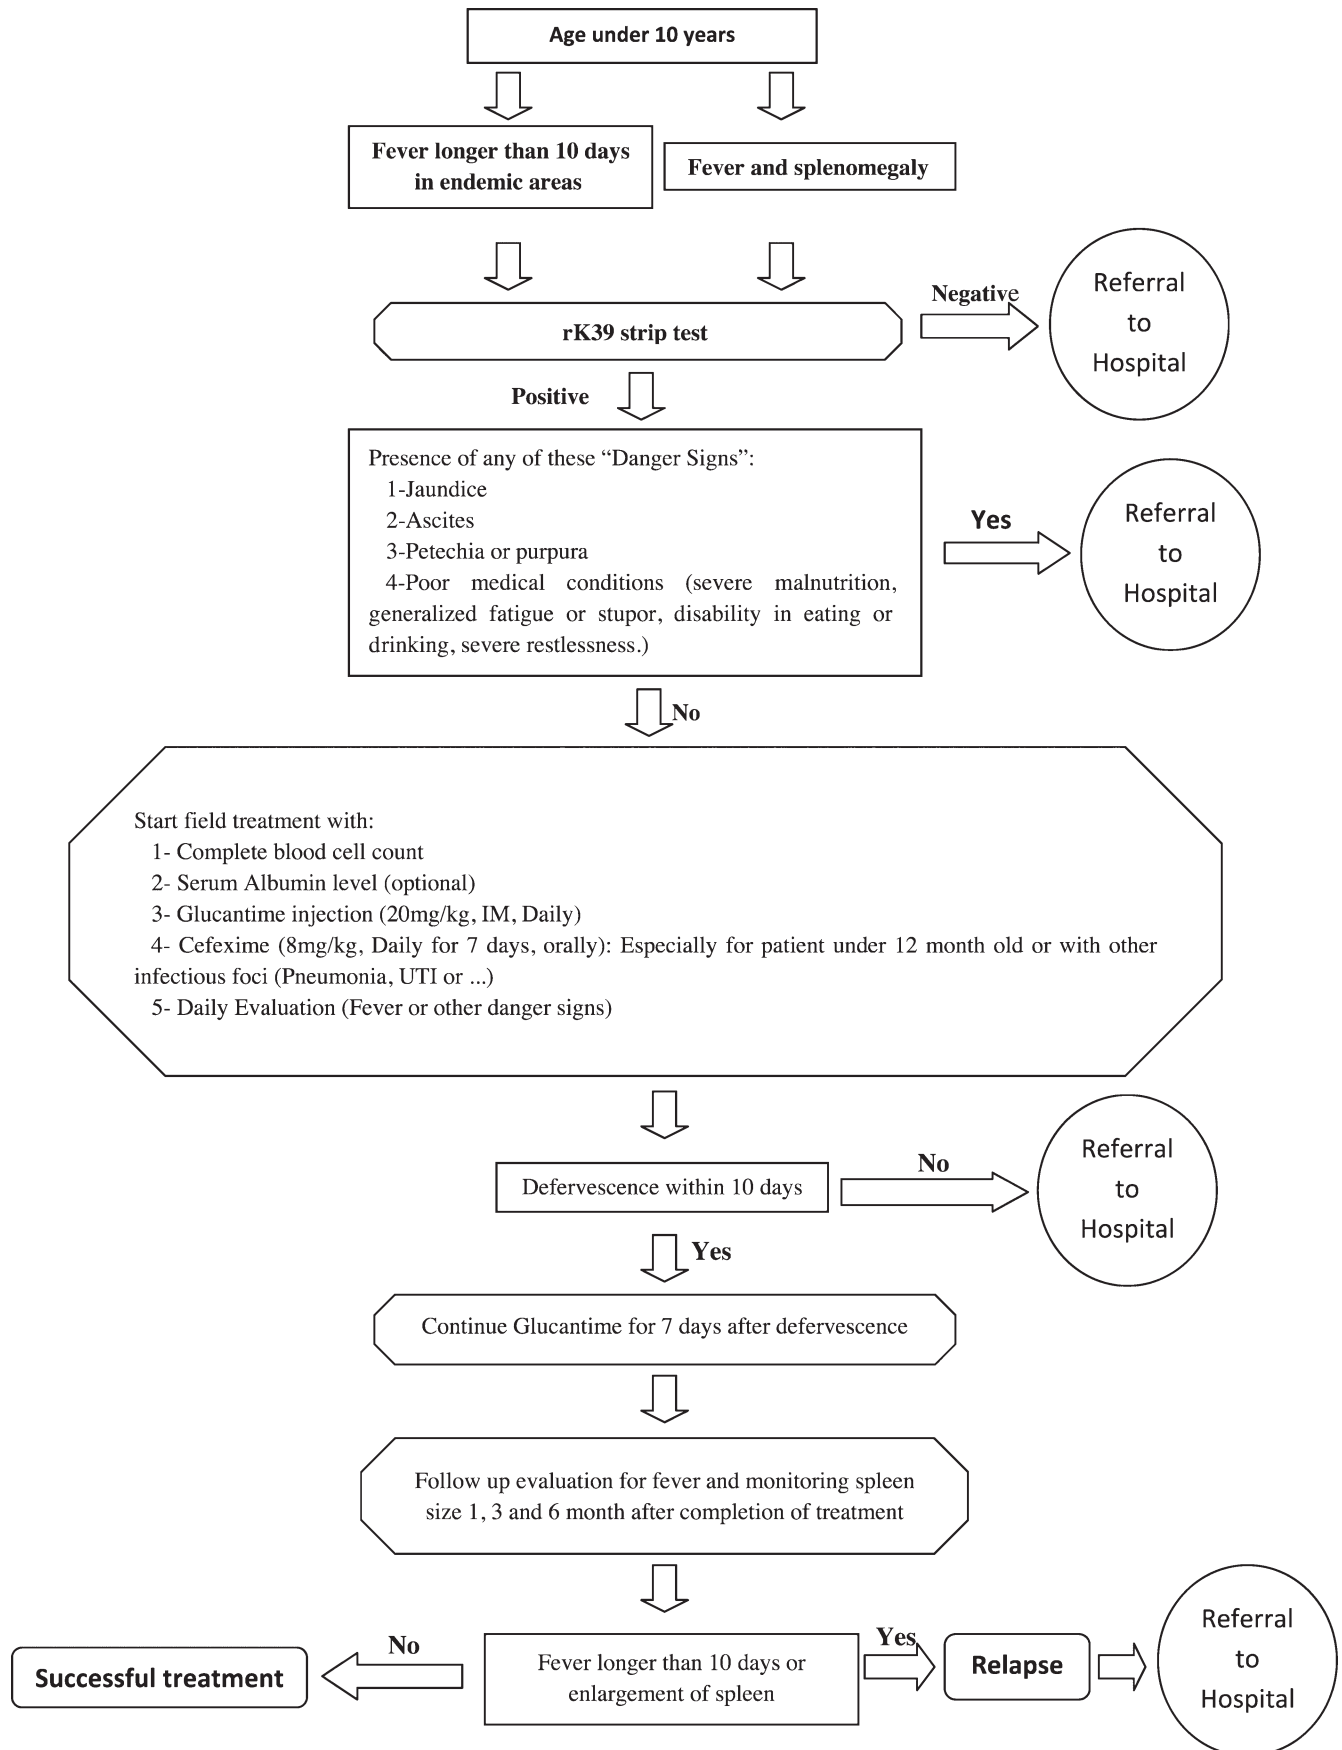 Age under 10 years
Fever longer than 10 days
in endemic areas
Fever and splenomegaly
rK39 strip test
Negative
Referral
to
Hospital
Positive
Presence of any of these “Danger Signs”:
1-Jaundice
2-Ascites
3-Petechia or purpura
4-Poor medical conditions (severe malnutrition,
generalized fatigue or stupor, disability in eating or
drinking, severe restlessness.)
Yes
Referral
to
Hospital
No
Start field treatment with:
1- Complete blood cell count
2- Serum Albumin level (optional)
3- Glucantime injection (20mg/kg, IM, Daily)
4- Cefexime (8mg/kg, Daily for 7 days, orally): Especially for patient under 12 month old or with other
infectious foci (Pneumonia, UTI or ...)
5- Daily Evaluation (Fever or other danger signs)
Defervescence within 10 days
No
Referral
to
Hospital
Yes
Continue Glucantime for 7 days after defervescence
Follow up evaluation for fever and monitoring spleen
size 1, 3 and 6 month after completion of treatment
Fever longer than 10 days or
enlargement of spleen
No
Successful treatment
Yes
Relapse
Referral
to
Hospital